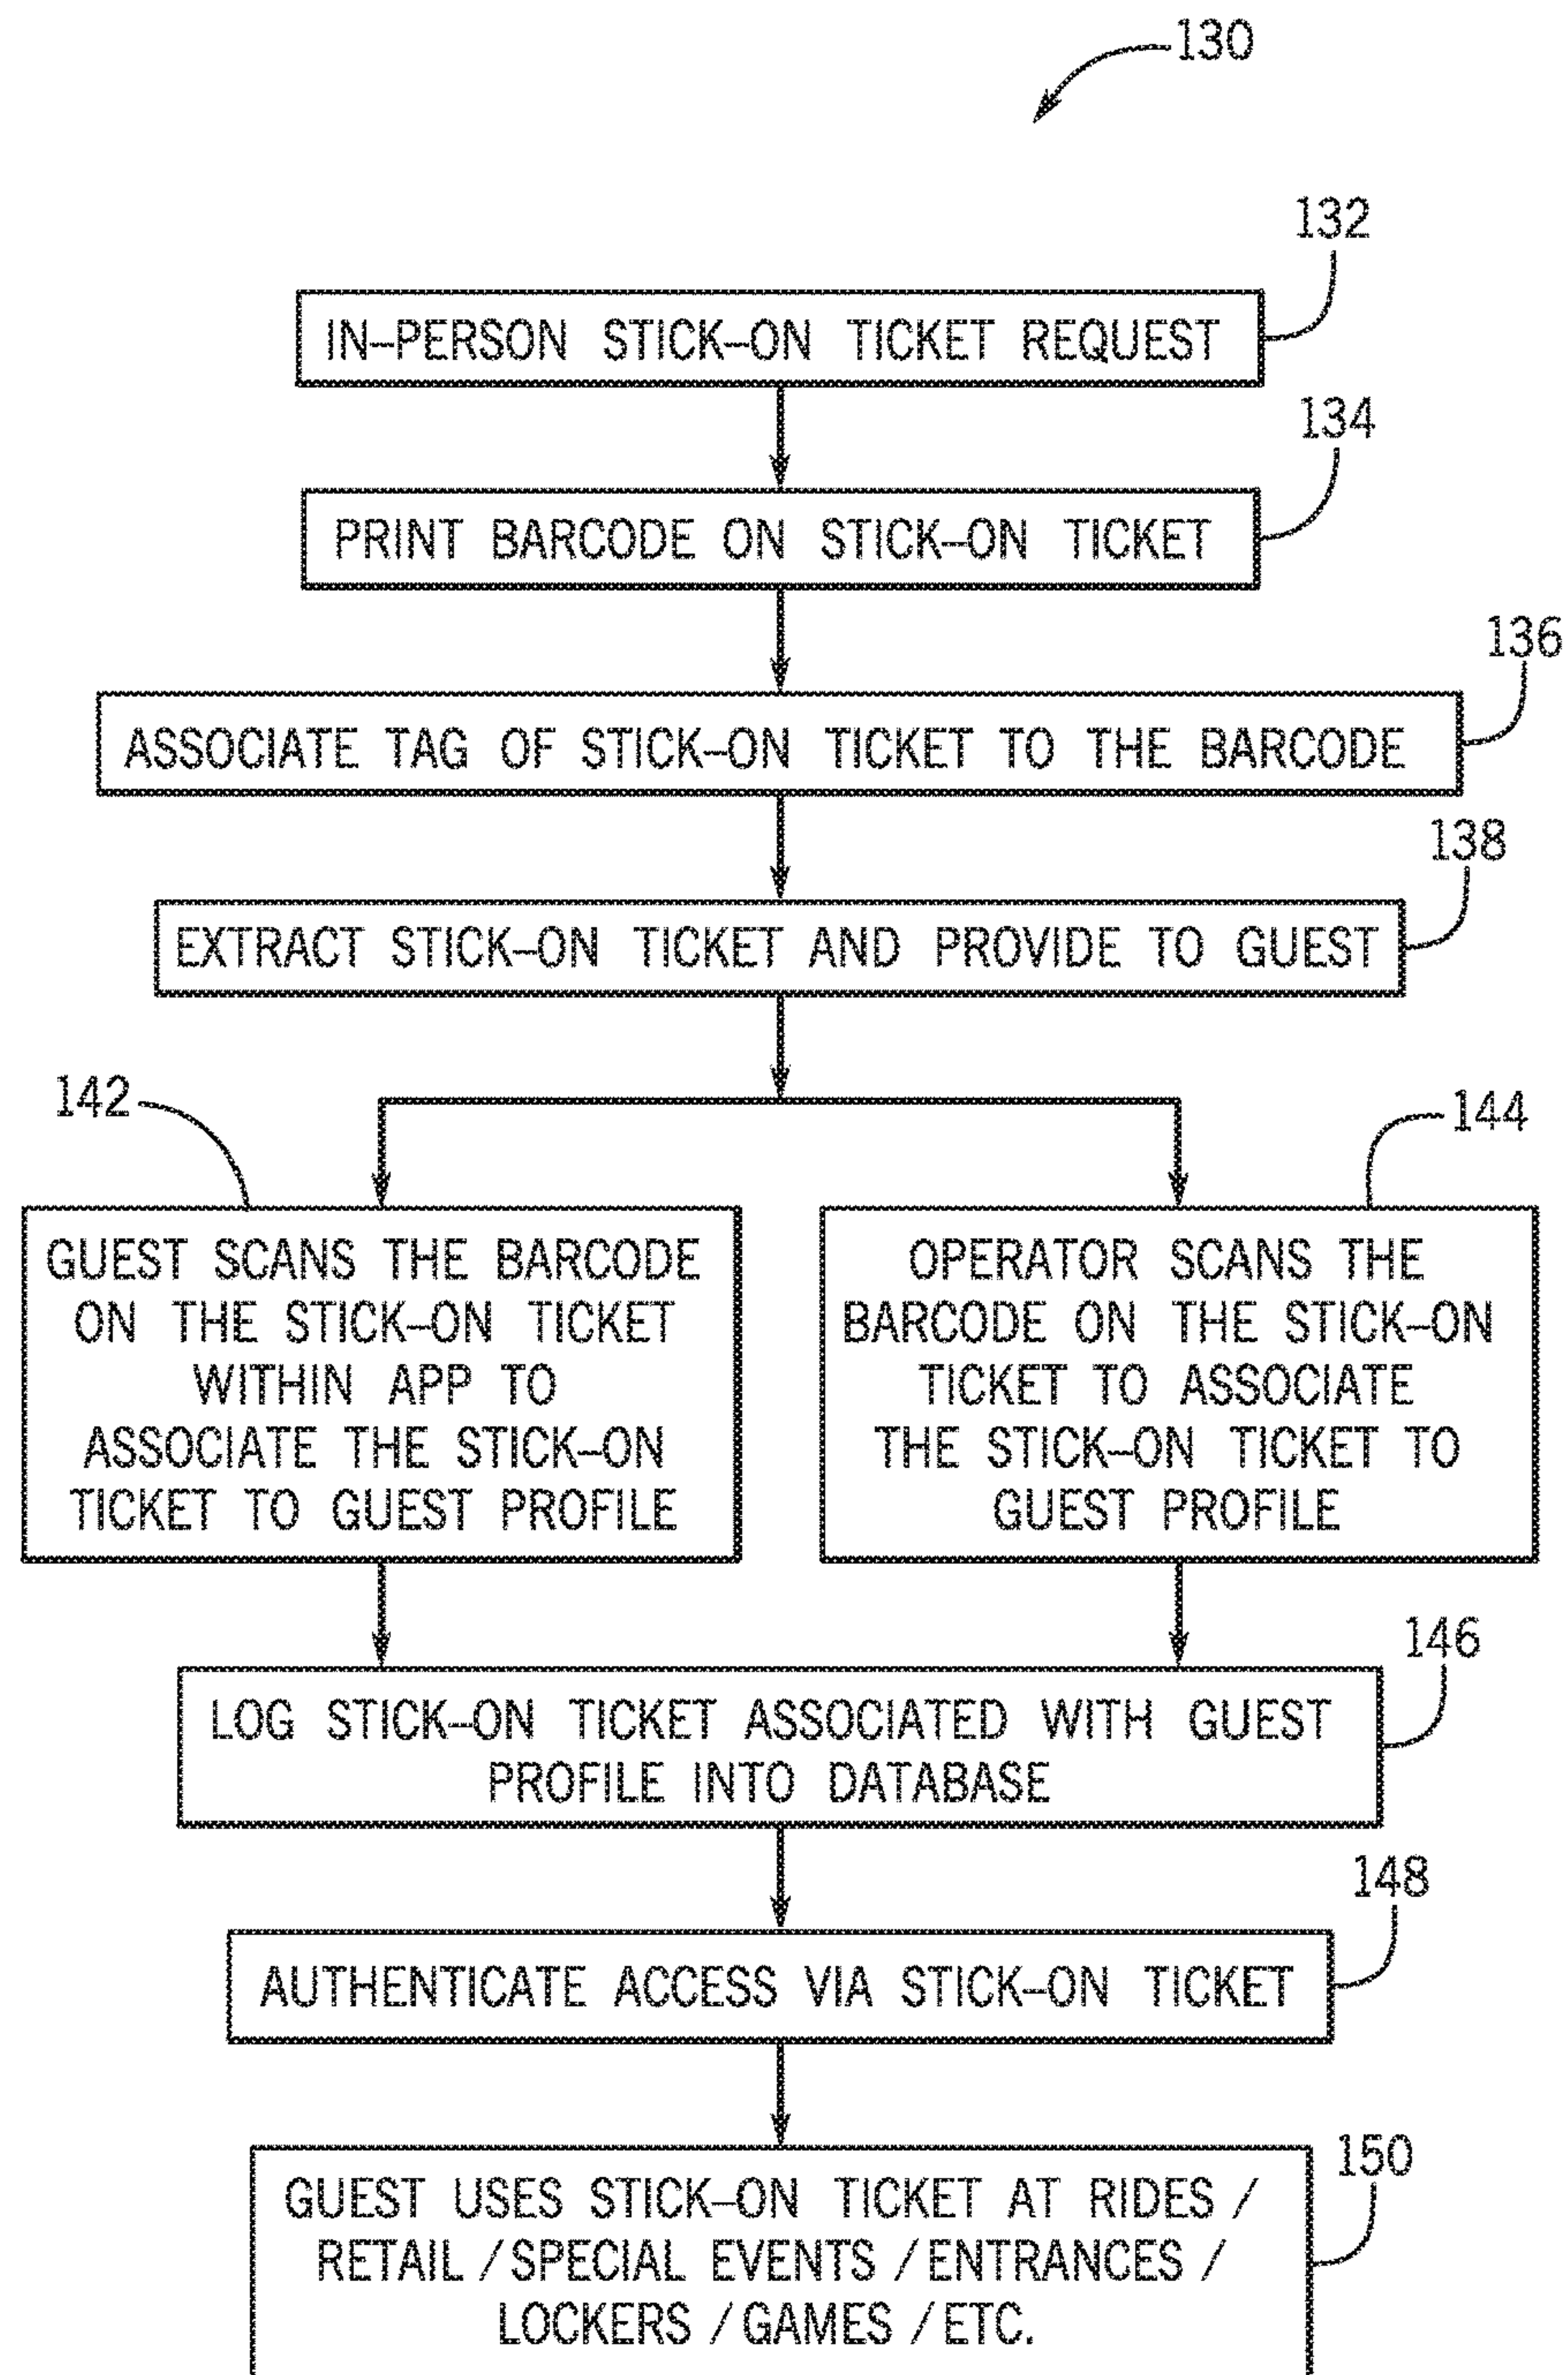 130
132
IN-PERSON STICK-ON TICKET REQUEST
134
PRINT BARCODE ON STICK-ON TICKET
136
ASSOCIATE TAG OF STICK-ON TICKET TO THE BARCODE
138
EXTRACT STICK-ON TICKET AND PROVIDE TO GUEST
142
GUEST SCANS THE BARCODE
ON THE STICK-ON TICKET
WITHIN APP TO
ASSOCIATE THE STICK-ON
TICKET TO GUEST PROFILE
144
OPERATOR SCANS THE
BARCODE ON THE STICK-ON
TICKET TO ASSOCIATE
THE STICK-ON TICKET TO
GUEST PROFILE
146
LOG STICK-ON TICKET ASSOCIATED WITH GUEST
PROFILE INTO DATABASE
148
AUTHENTICATE ACCESS VIA STICK-ON TICKET
150
GUEST USES STICK-ON TICKET AT RIDES /
RETAIL / SPECIAL EVENTS / ENTRANCES /
LOCKERS / GAMES / ETC.